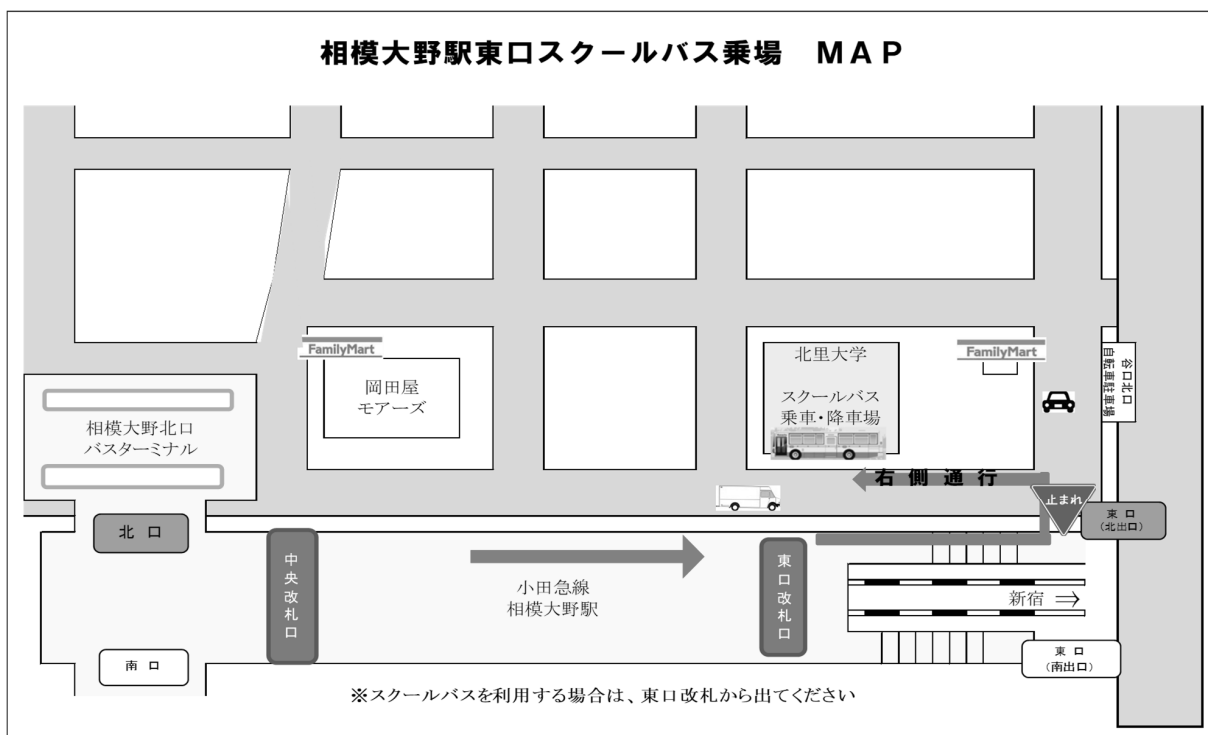 相模大野駅東口スクールバス乗場　ＭＡＰ
FamilyMart
岡田屋
モアーズ
北里大学
スクールバス
乗車・降車場
FamilyMart
谷口北口
自転車駐車場
相模大野北口
バスターミナル
右側通行
止まれ
東口
（北出口）
北口
中央改札口
小田急線
相模大野駅
東口改札口
新宿 ⇒
南口
東口
（南出口）
※スクールバスを利用する場合は、東口改札から出てください